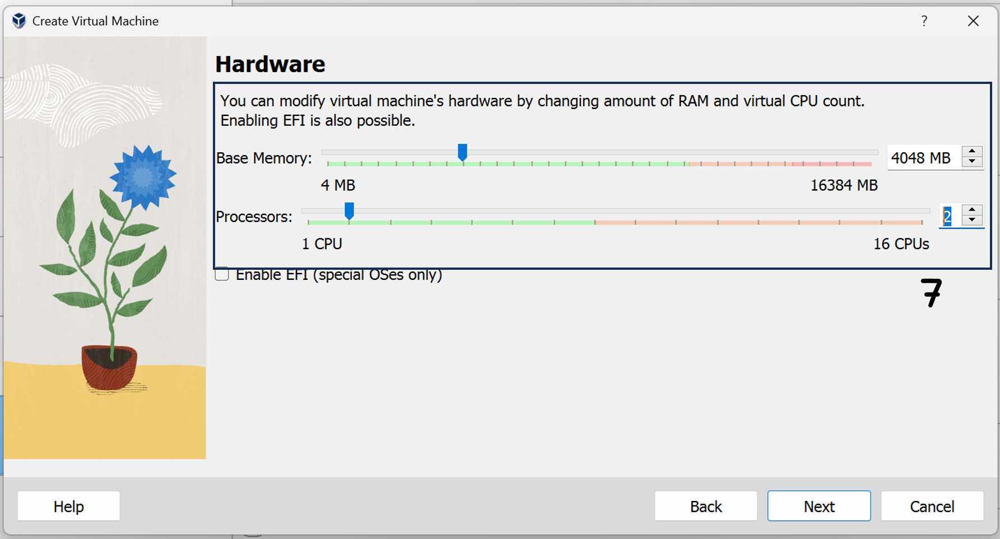 Create Virtual Machine
?
Hardware
You can modify virtual machine's hardware by changing amount of RAM and virtual CPU count.
Enabling EFI is also possible.
Base Memory: 4048 MB
4 MB 16384 MB
Processors: 2
1 CPU 16 CPUs
Enable EFI (special OSes only)
7
Help Back Next Cancel